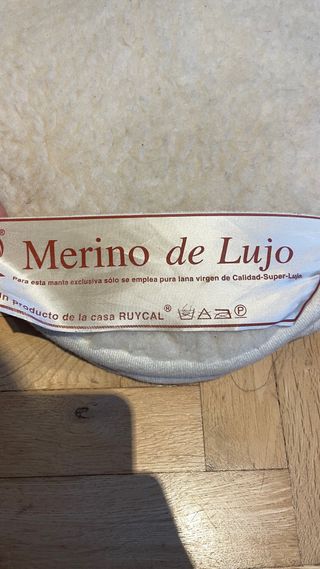 ®
Merino de Lujo
Para esta manta exclusiva sólo se emplea pura lana virgen de Calidad-Super-Lujo
Un producto de la casa RUYCAL® P